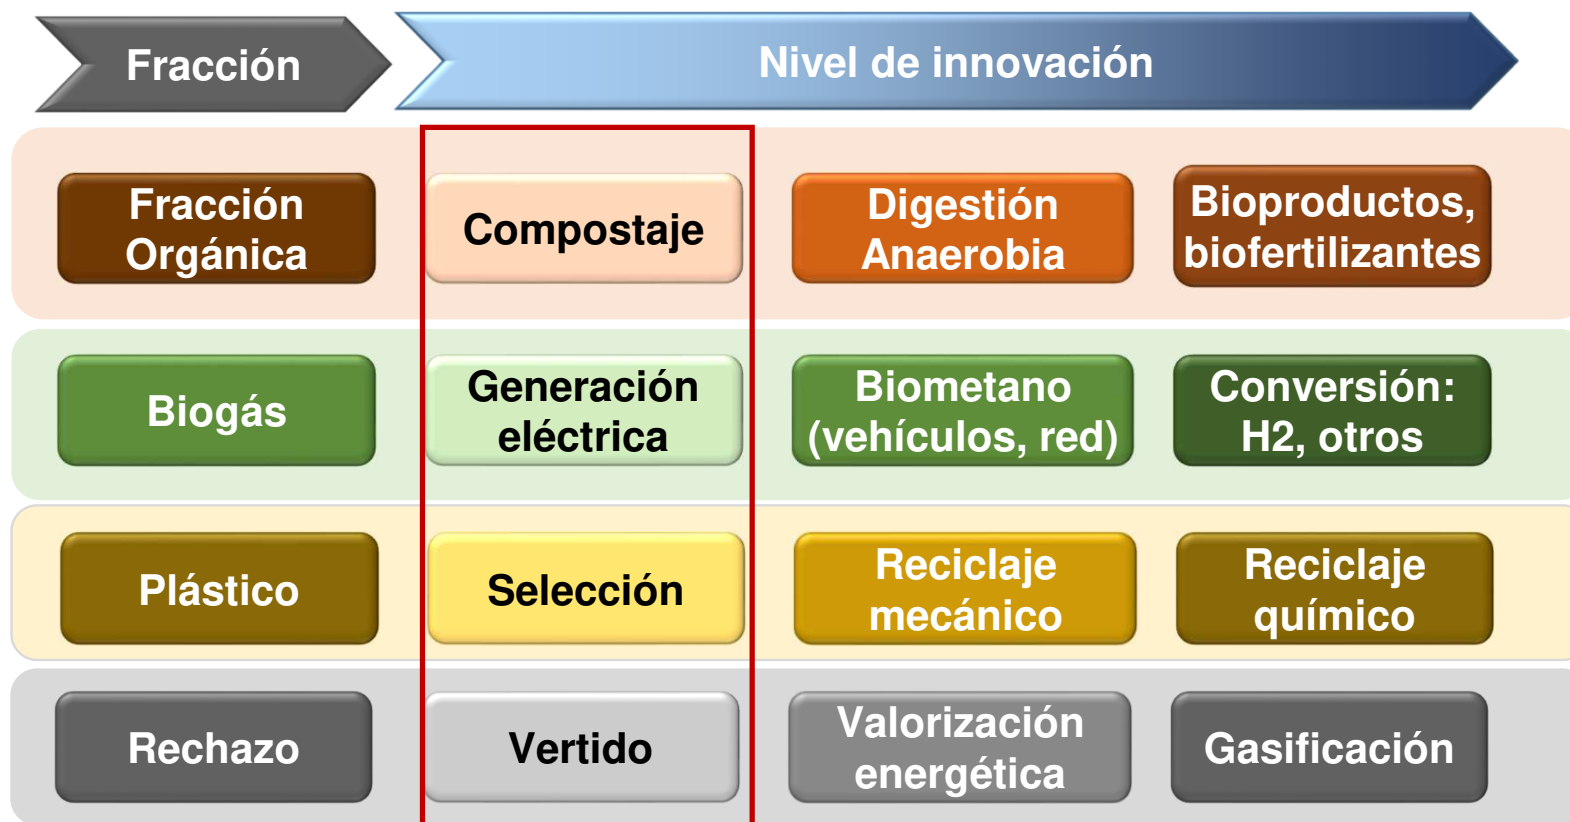 Fracción
Nivel de innovación
Fracción
Orgánica
Compostaje
Digestión
Anaerobia
Bioproductos,
biofertilizantes
Biogás
Generación
eléctrica
Biometano
(vehículos, red)
Conversión:
H2, otros
Plástico
Selección
Reciclaje
mecánico
Reciclaje
químico
Rechazo
Vertido
Valorización
energética
Gasificación